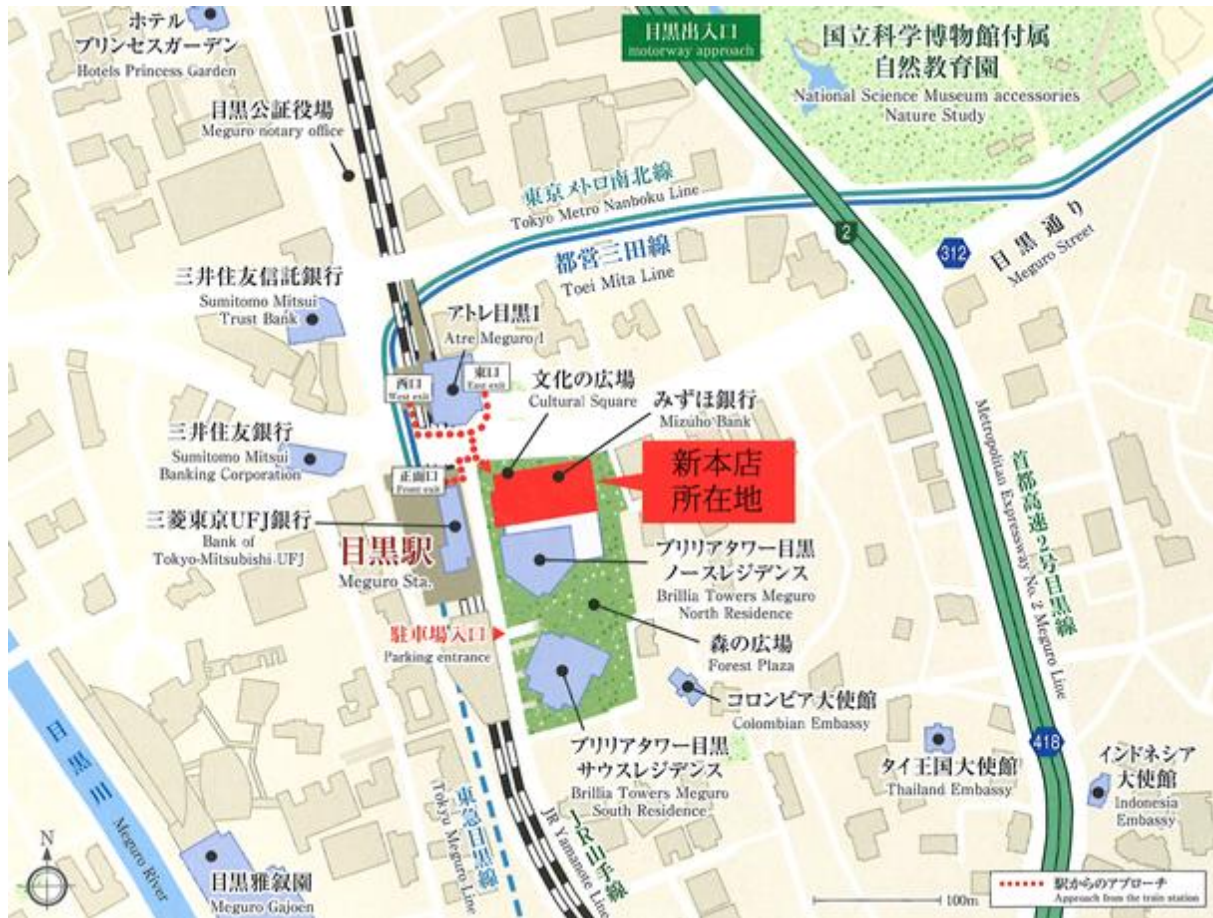 ホテル
プリンセスガーデン
Hotels Princess Garden
目黒出入口
motorway approach
国立科学博物館付属
自然教育園
National Science Museum accessories
Nature Study
目黒公証役場
Meguro notary office
東京メトロ南北線
Tokyo Metro Nanboku Line
都営三田線
Toei Mita Line
2
312
目黒通り
Meguro Street
三井住友信託銀行
Sumitomo Mitsui
Trust Bank
アトレ目黒1
Atre Meguro I
西口
West exit
東口
East exit
文化の広場
Cultural Square
みずほ銀行
Mizuho Bank
三井住友銀行
Sumitomo Mitsui
Banking Corporation
正面口
Front exit
新本店
所在地
三菱東京UFJ銀行
Bank of
Tokyo-Mitsubishi UFJ
目黒駅
Meguro Sta.
ブリリアタワー目黒
ノースレジデンス
Brillia Towers Meguro
North Residence
首都高速2号目黒線
Metropolitan Expressway No. 2 Meguro Line
駐車場入口
Parking entrance
森の広場
Forest Plaza
コロンビア大使館
Colombian Embassy
ブリリアタワー目黒
サウスレジデンス
Brillia Towers Meguro
South Residence
418
タイ王国大使館
Thailand Embassy
インドネシア
大使館
Indonesia
Embassy
目黒川
Meguro River
東急目黒線
Tokyu Meguro Line
JR山手線
JR Yamanote Line
N
目黒雅叙園
Meguro Gajoen
100m
駅からのアプローチ
Approach from the train station